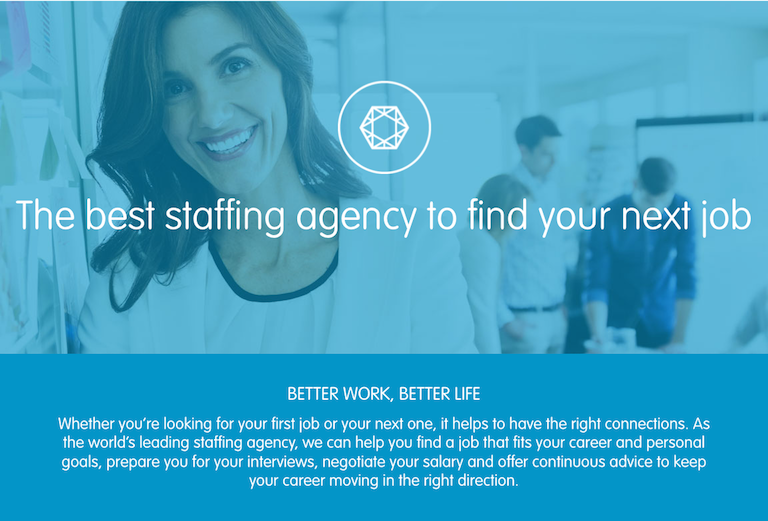 The best staffing agency to find your next job
BETTER WORK, BETTER LIFE
Whether you're looking for your first job or your next one, it helps to have the right connections. As
the world's leading staffing agency, we can help you find a job that fits your career and personal
goals, prepare you for your interviews, negotiate your salary and offer continuous advice to keep
your career moving in the right direction.